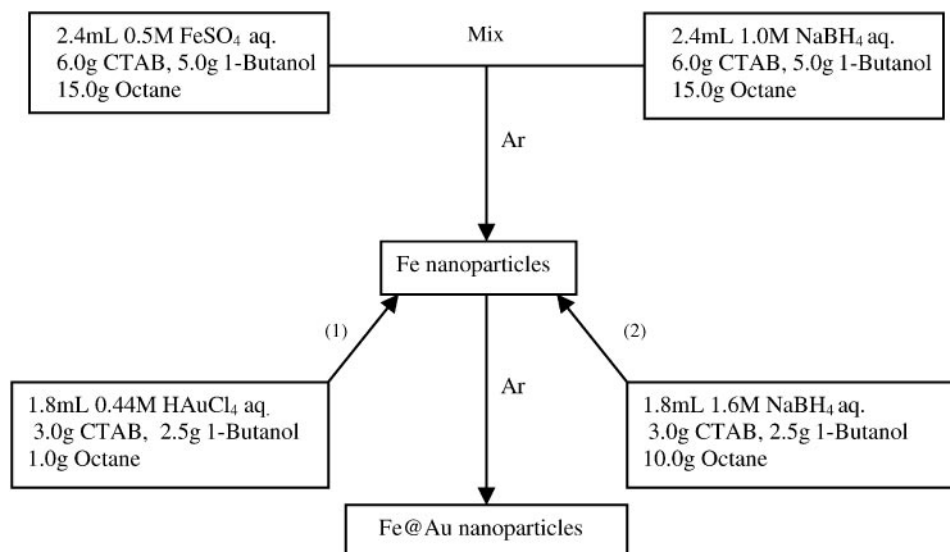 2.4mL 0.5M FeSO₄ aq.
6.0g CTAB, 5.0g 1-Butanol
15.0g Octane
Mix
2.4mL 1.0M NaBH₄ aq.
6.0g CTAB, 5.0g 1-Butanol
15.0g Octane
Ar
Fe nanoparticles
(1)
(2)
1.8mL 0.44M HAuCl₄ aq.
3.0g CTAB, 2.5g 1-Butanol
1.0g Octane
Ar
1.8mL 1.6M NaBH₄ aq.
3.0g CTAB, 2.5g 1-Butanol
10.0g Octane
Fe@Au nanoparticles